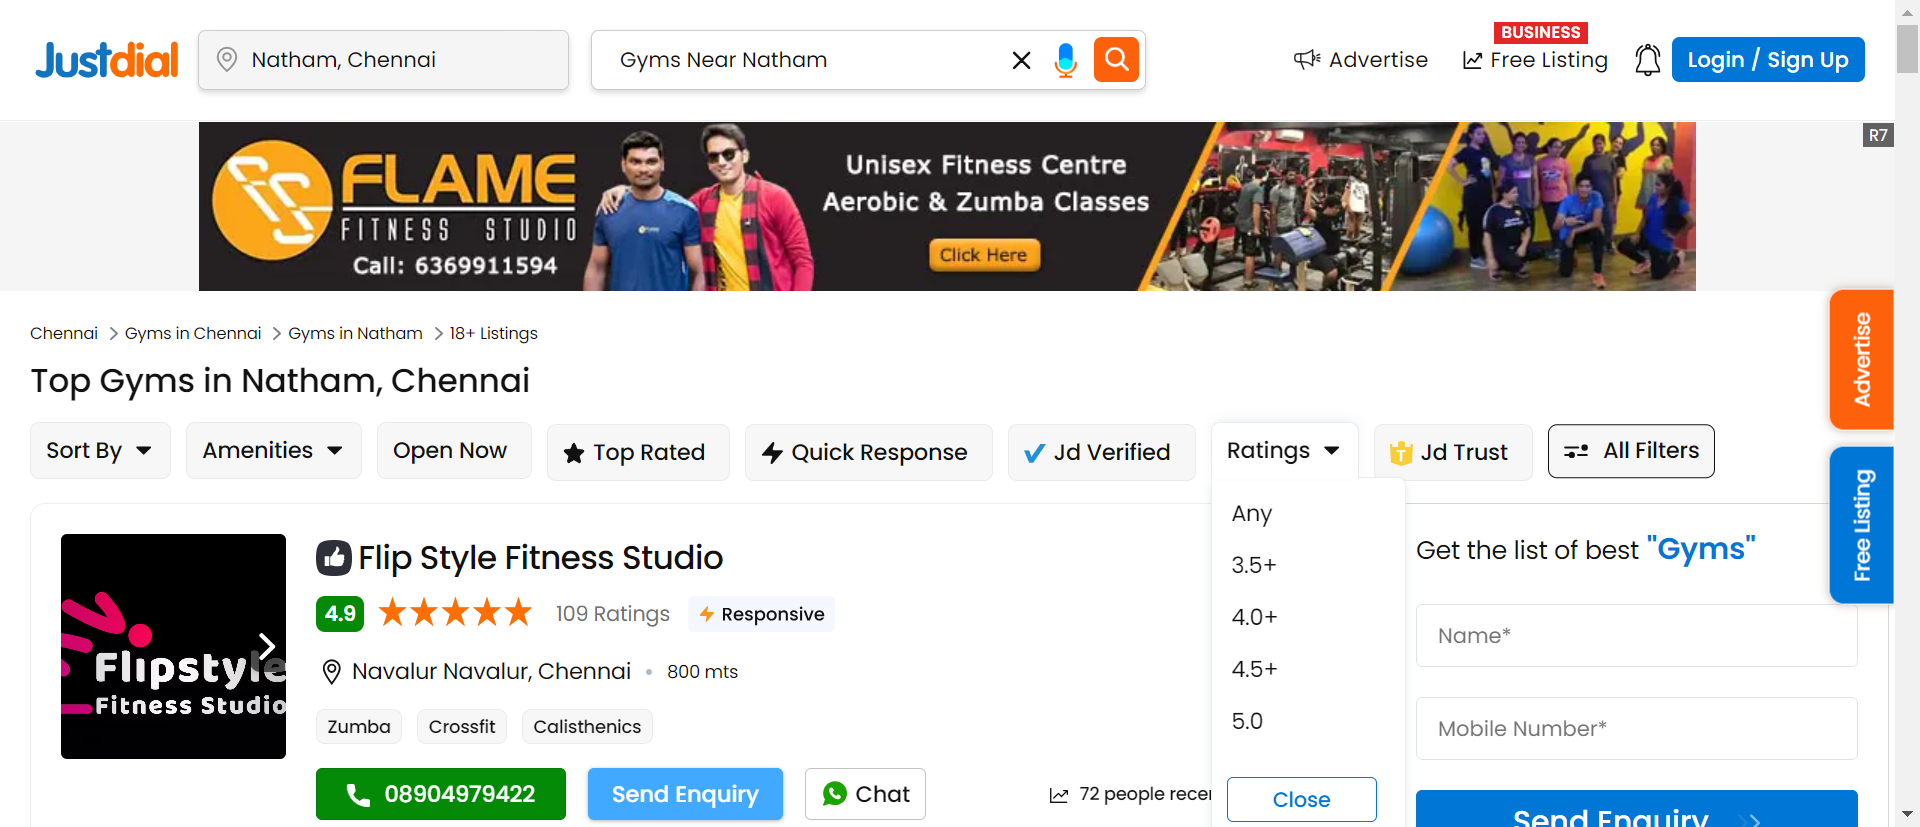 Justdial
Natham, Chennai
Gyms Near Natham
Advertise
BUSINESS
Free Listing
Login / Sign Up
R7
FLAME
FITNESS STUDIO
Call: 6369911594
Unisex Fitness Centre
Aerobic & Zumba Classes
Click Here
Chennai > Gyms in Chennai > Gyms in Natham > 18+ Listings
Top Gyms in Natham, Chennai
Sort By
Amenities
Open Now
Top Rated
Quick Response
Jd Verified
Ratings
Jd Trust
All Filters
Advertise
Free Listing
Any
3.5+
4.0+
4.5+
5.0
Close
Flipstyle
Fitness Studio
Flip Style Fitness Studio
4.9
109 Ratings
Responsive
Navalur Navalur, Chennai • 800 mts
Zumba
Crossfit
Calisthenics
08904979422
Send Enquiry
Chat
72 people recer
Get the list of best "Gyms"
Name*
Mobile Number*
Send Enquiry